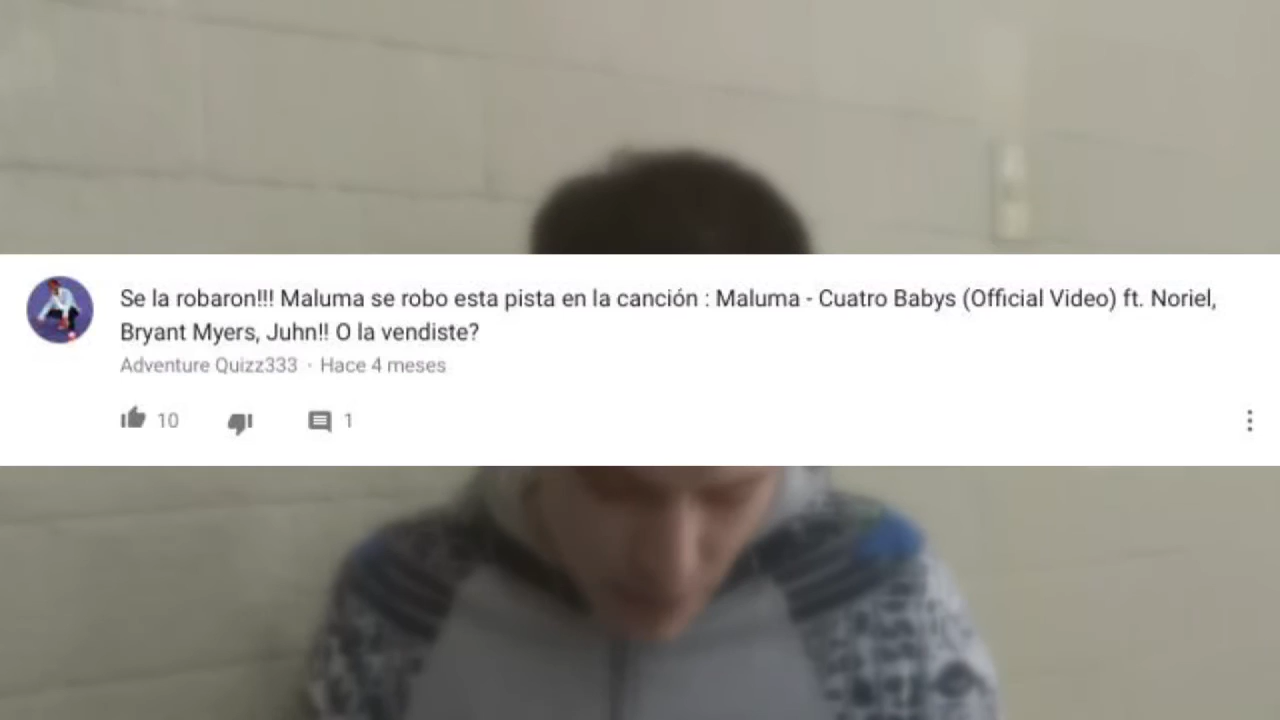 Se la robaron!!! Maluma se robo esta pista en la canción : Maluma - Cuatro Babys (Official Video) ft. Noriel,
Bryant Myers, Juhn!! O la vendiste?
Adventure Quizz333 · Hace 4 meses
10 1